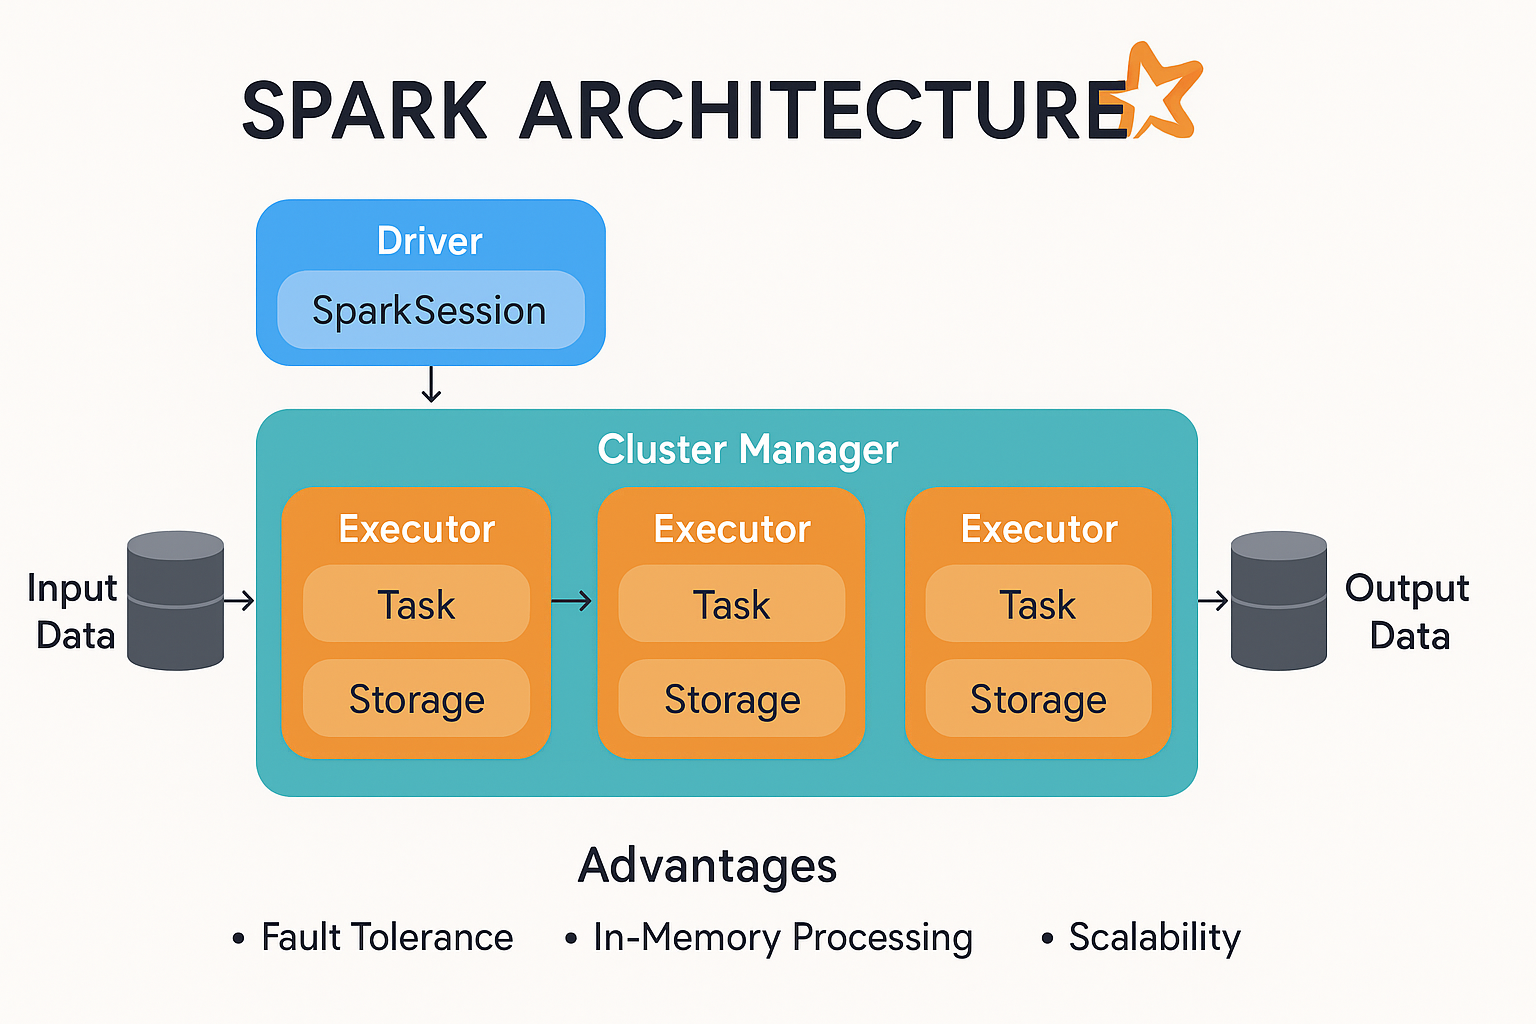 SPARK ARCHITECTURE
Driver
SparkSession
Cluster Manager
Executor
Task
Storage
Executor
Task
Storage
Executor
Task
Storage
Input
Data
Output
Data
Advantages
• Fault Tolerance
• In-Memory Processing
• Scalability